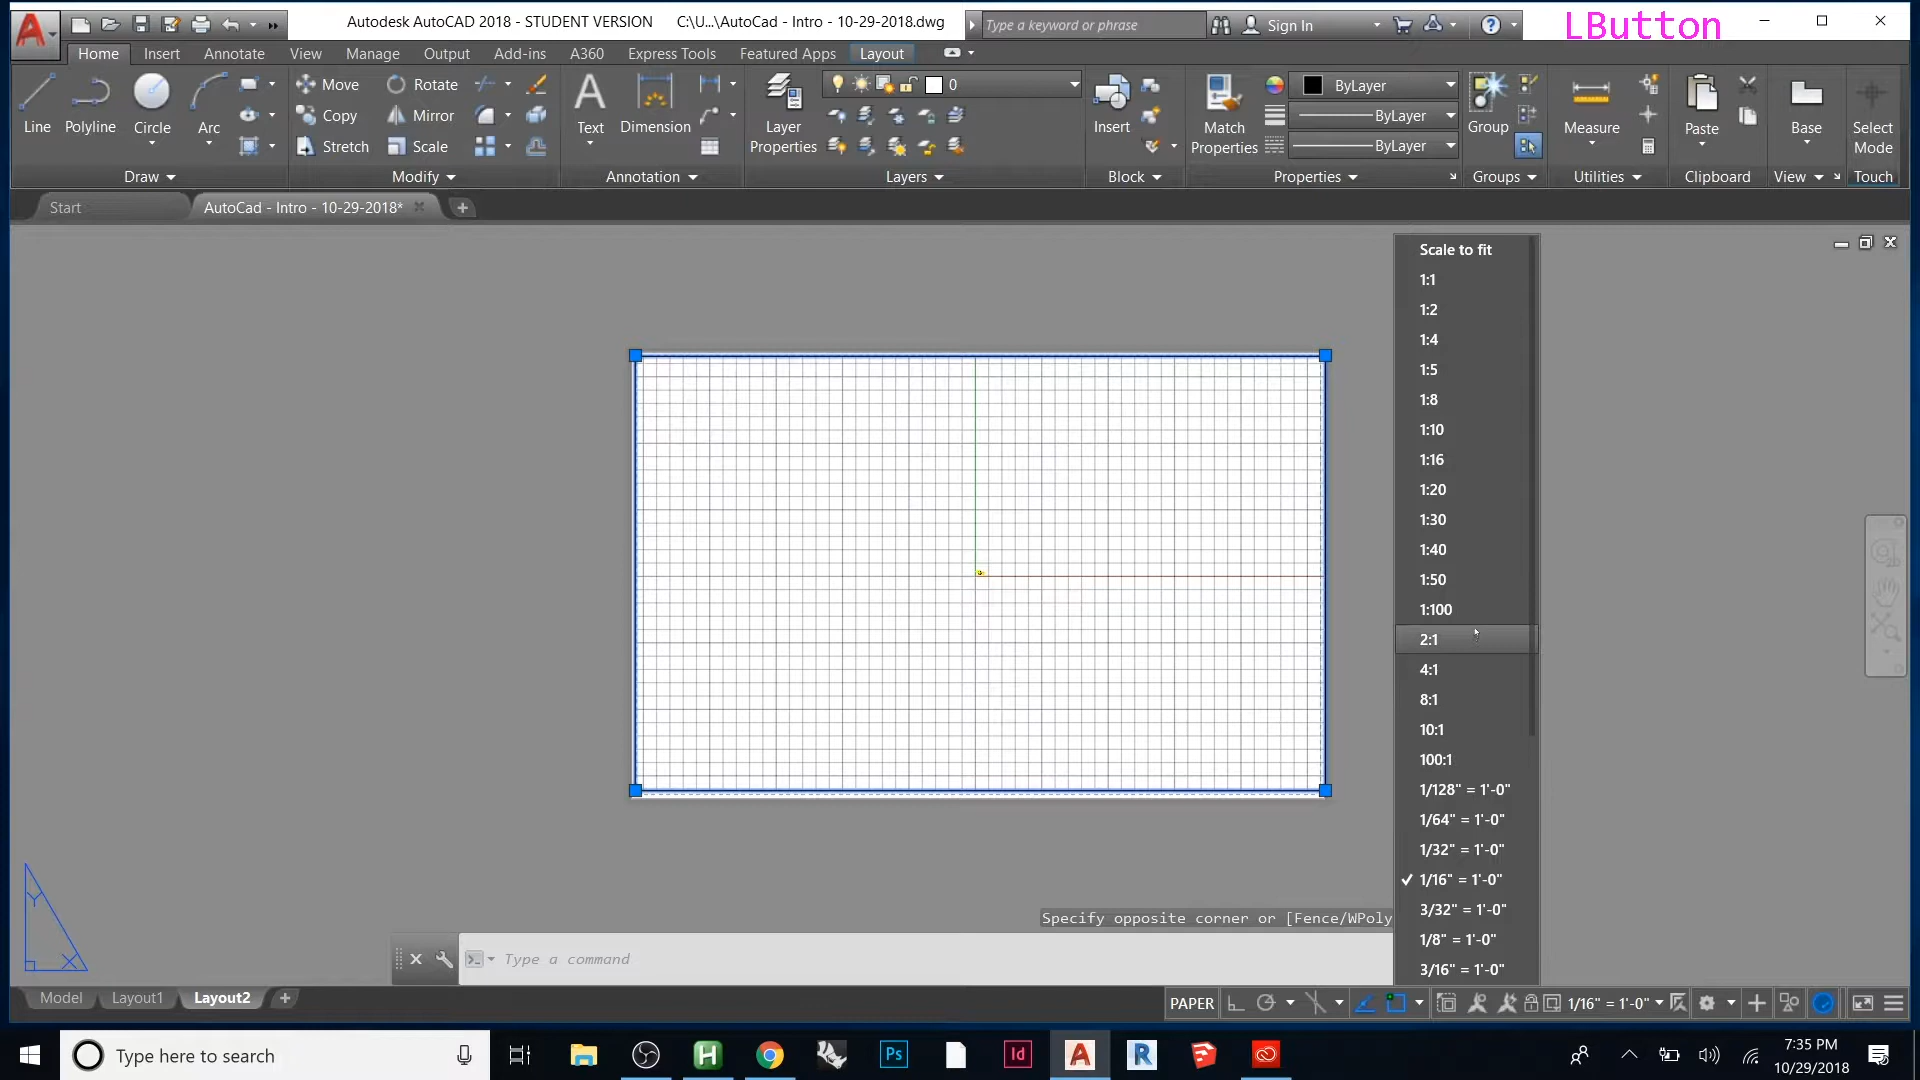 Autodesk AutoCAD 2018 - STUDENT VERSION C:\U...\AutoCad - Intro - 10-29-2018.dwg Type a keyword or phrase Sign In LButton
Home Insert Annotate View Manage Output Add-ins A360 Express Tools Featured Apps Layout
Move Rotate 0 ByLayer
Line Polyline Circle Arc Copy Mirror Text Dimension Layer Properties Insert Match Properties ByLayer Group Measure Paste Base Select Mode
Stretch Scale ByLayer
Draw Modify Annotation Layers Block Properties Groups Utilities Clipboard View Touch
Start AutoCad - Intro - 10-29-2018*
Scale to fit
1:1
1:2
1:4
1:5
1:8
1:10
1:16
1:20
1:30
1:40
1:50
1:100
2:1
4:1
8:1
10:1
100:1
1/128" = 1'-0"
1/64" = 1'-0"
1/32" = 1'-0"
1/16" = 1'-0"
3/32" = 1'-0"
1/8" = 1'-0"
3/16" = 1'-0"
Y
X
Specify opposite corner or [Fence/WPoly
Type a command
Model Layout1 Layout2 PAPER 1/16" = 1'-0"
Type here to search Ps Id A R 7:35 PM
10/29/2018